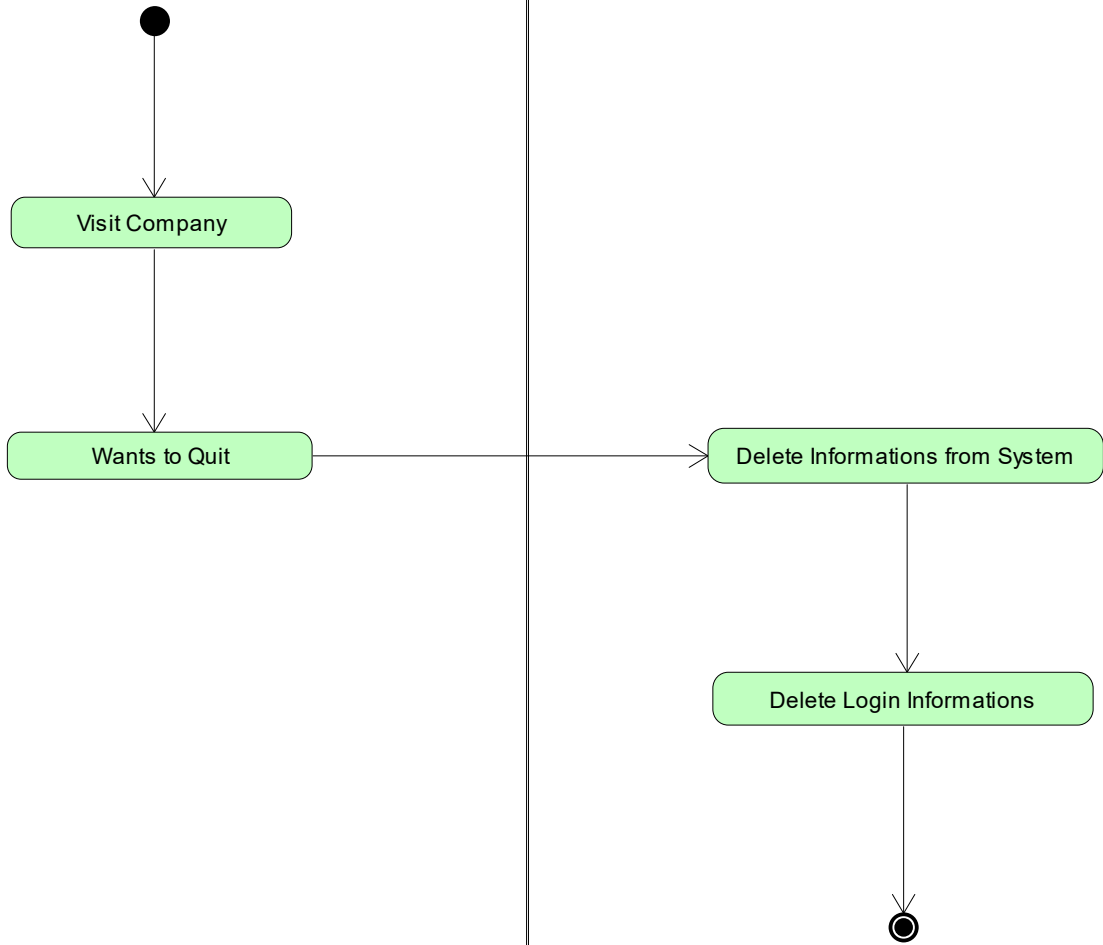 Visit Company
Wants to Quit
Delete Informations from System
Delete Login Informations